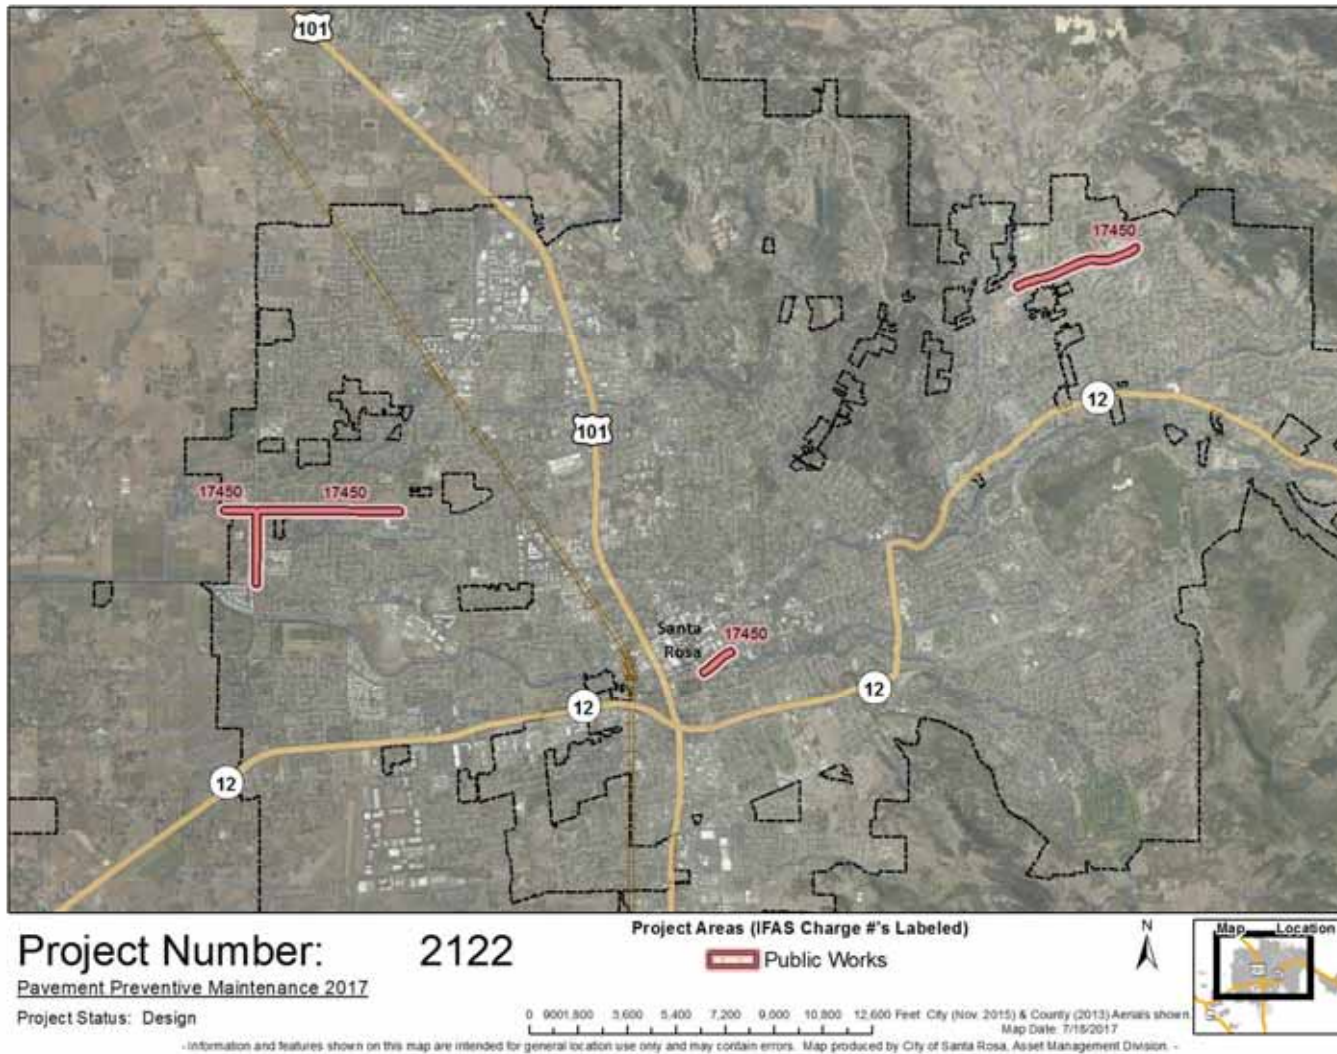 101
17450
12
101
17450
17450
Santa
Rosa
17450
12
12
12
Project Number: 2122
Pavement Preventive Maintenance 2017
Project Status: Design
Project Areas (IFAS Charge #'s Labeled)
Public Works
N
Map Location
0 9001,800 3,600 5,400 7,200 9,000 10,800 12,600 Feet City (Nov. 2015) & County (2013) Aerials shown.
Map Date: 7/18/2017
- Information and features shown on this map are intended for general location use only and may contain errors. Map produced by City of Santa Rosa, Asset Management Division. -